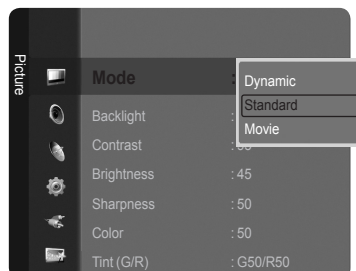 Picture
Mode :
Dynamic
Standard
Movie
Backlight :
Contrast :
Brightness : 45
Sharpness : 50
Color : 50
Tint (G/R) : G50/R50